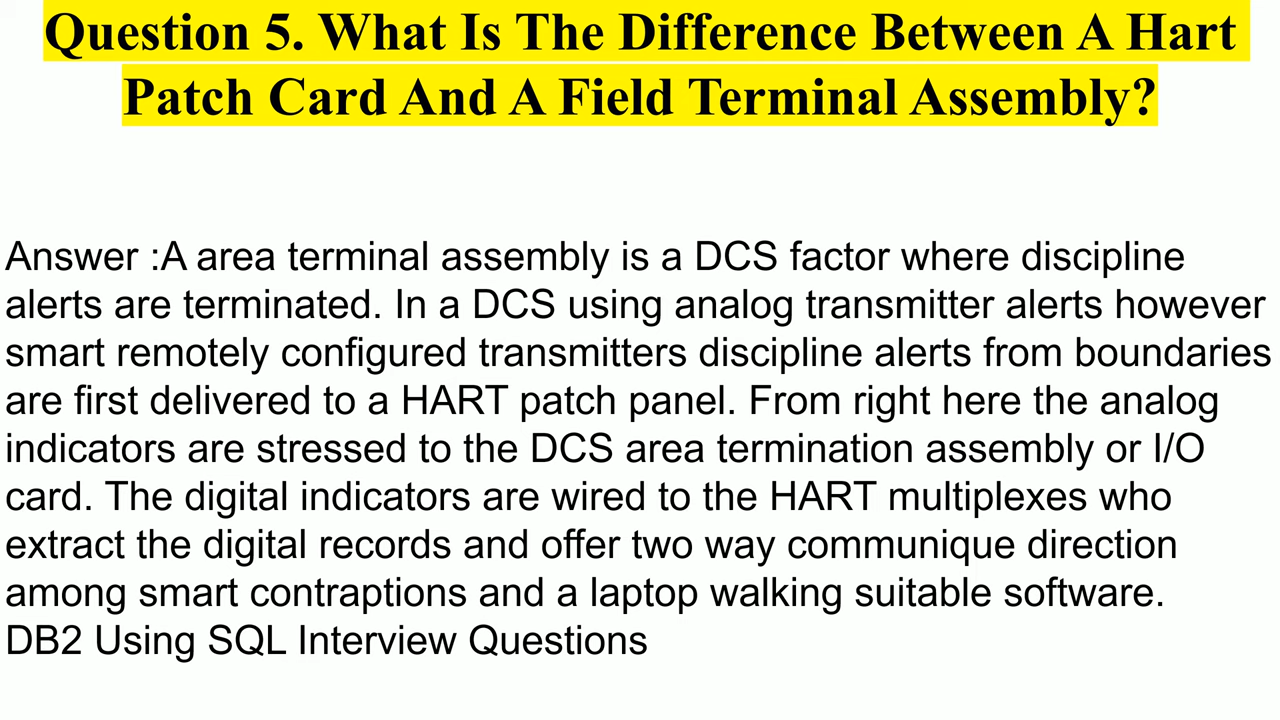 Question 5. What Is The Difference Between A Hart
Patch Card And A Field Terminal Assembly?
Answer :A area terminal assembly is a DCS factor where discipline
alerts are terminated. In a DCS using analog transmitter alerts however
smart remotely configured transmitters discipline alerts from boundaries
are first delivered to a HART patch panel. From right here the analog
indicators are stressed to the DCS area termination assembly or I/O
card. The digital indicators are wired to the HART multiplexes who
extract the digital records and offer two way communique direction
among smart contraptions and a laptop walking suitable software.
DB2 Using SQL Interview Questions